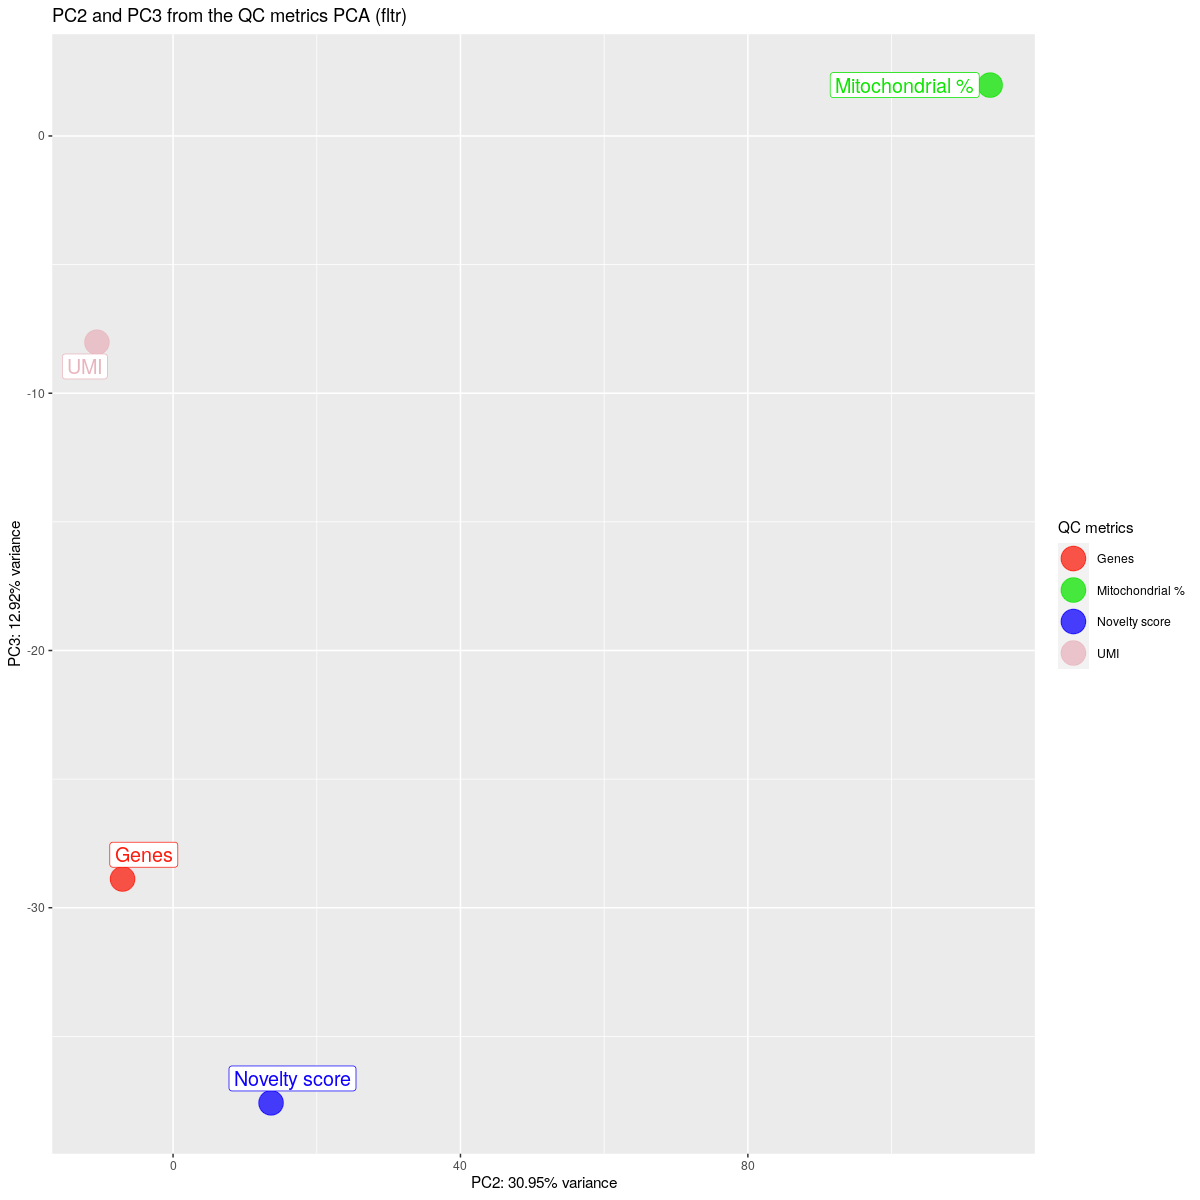 PC2 and PC3 from the QC metrics PCA (fltr)
Mitochondrial %
0
UMI
-10
PC3: 12.92% variance
-20
Genes
-30
Novelty score
0
40
80
PC2: 30.95% variance
QC metrics
Genes
Mitochondrial %
Novelty score
UMI